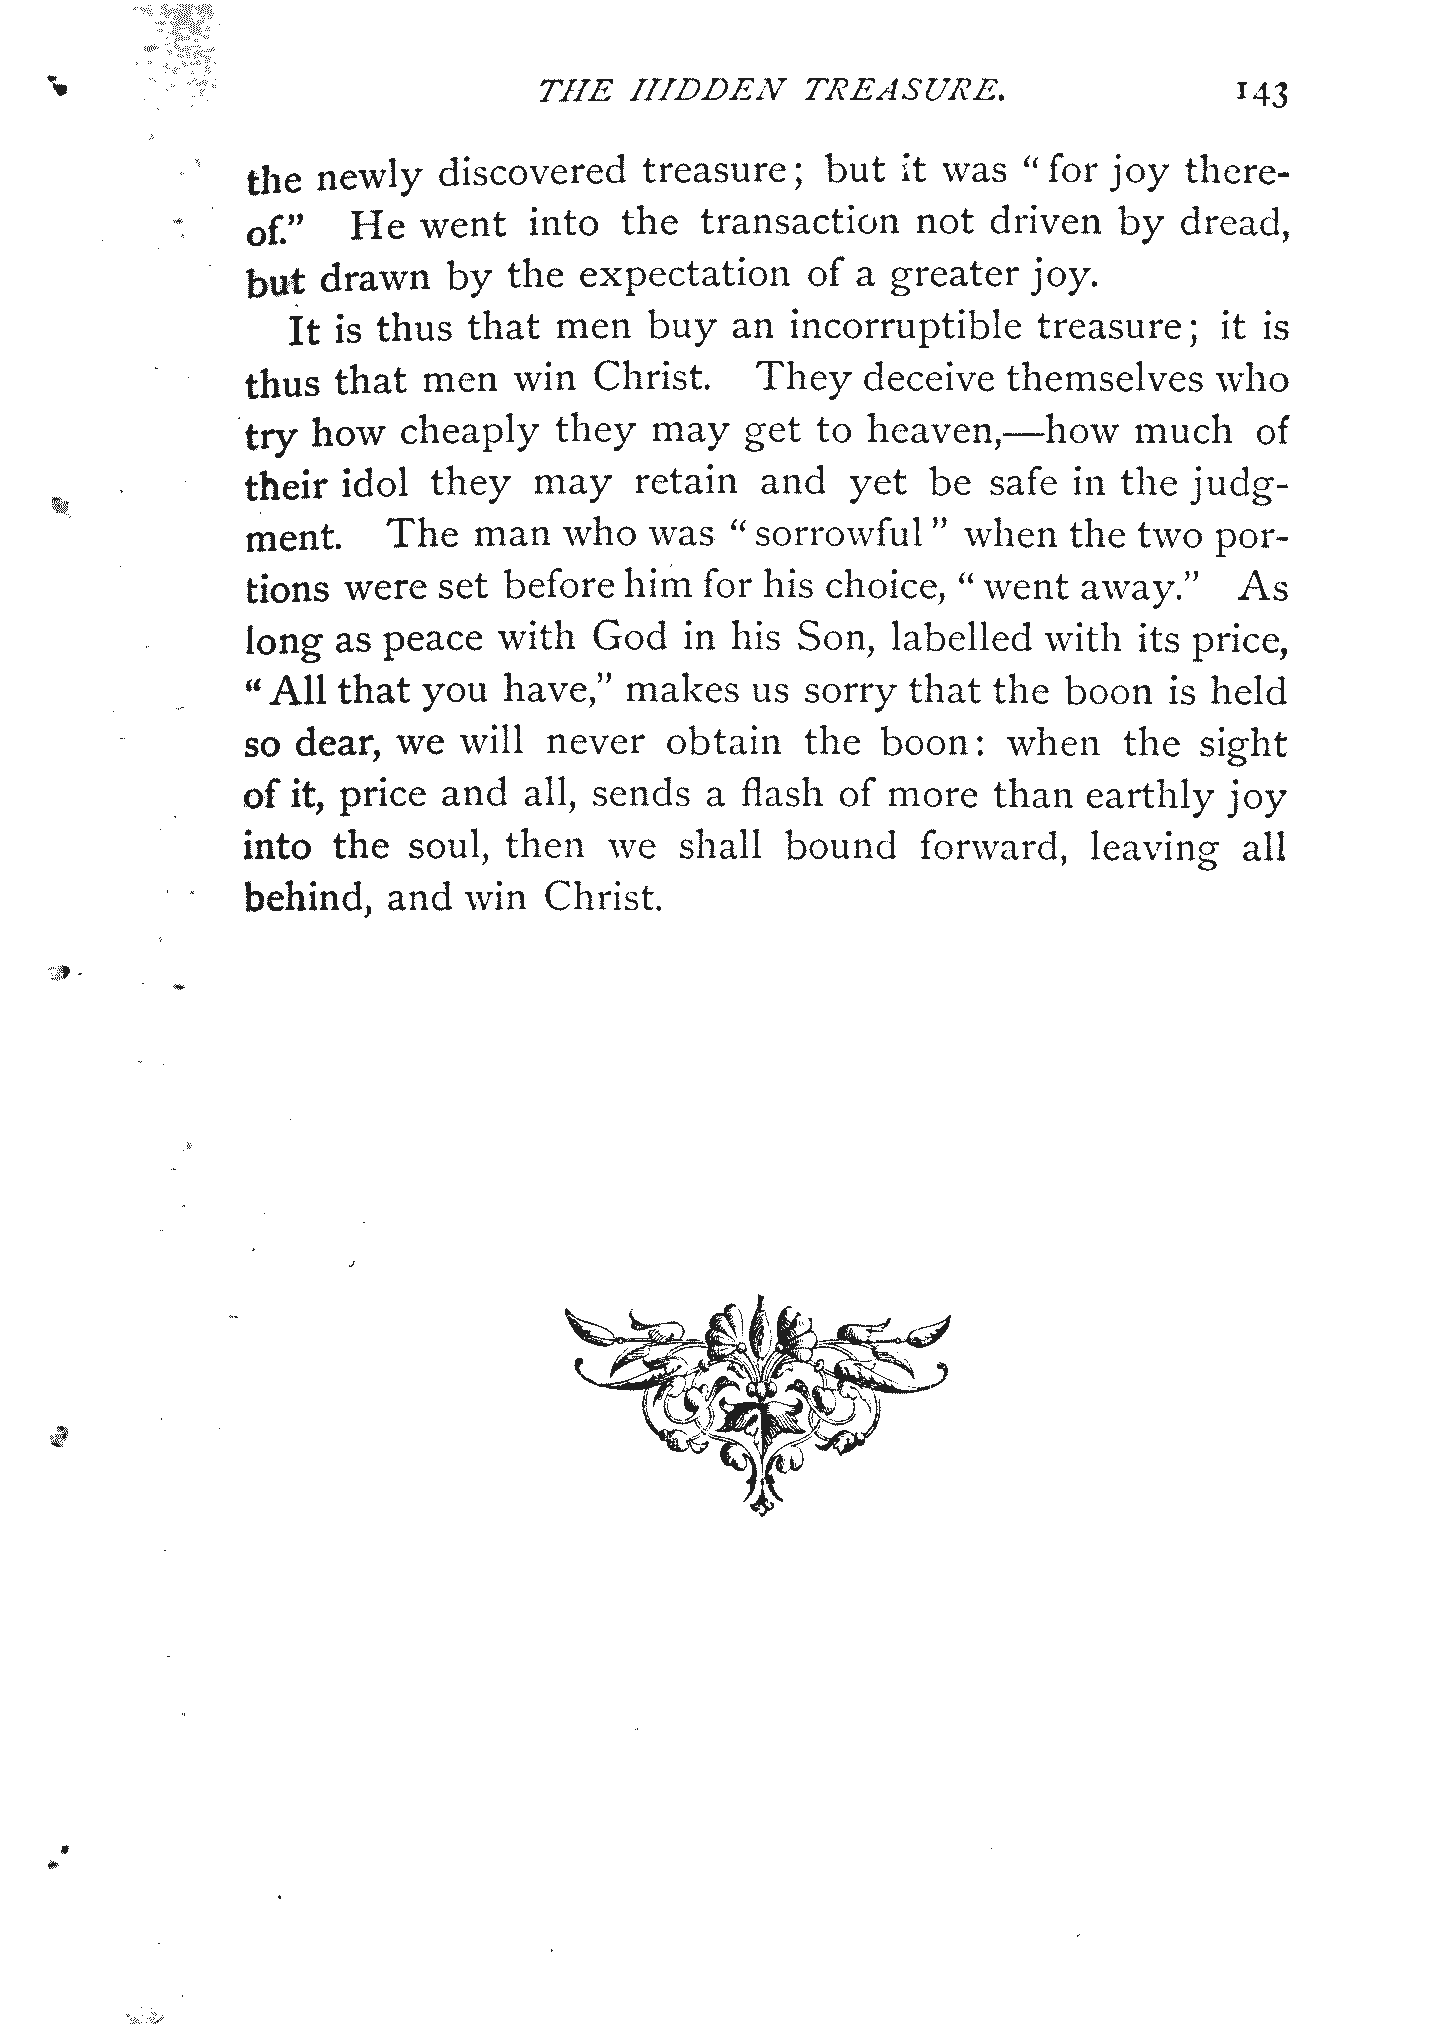 THE HIDDEN TREASURE. 143
the newly discovered treasure; but it was “for joy there-
of.” He went into the transaction not driven by dread,
but drawn by the expectation of a greater joy.
It is thus that men buy an incorruptible treasure; it is
thus that men win Christ. They deceive themselves who
try how cheaply they may get to heaven,—how much of
their idol they may retain and yet be safe in the judg-
ment. The man who was “sorrowful” when the two por-
tions were set before him for his choice, “went away.” As
long as peace with God in his Son, labelled with its price,
“All that you have,” makes us sorry that the boon is held
so dear, we will never obtain the boon: when the sight
of it, price and all, sends a flash of more than earthly joy
into the soul, then we shall bound forward, leaving all
behind, and win Christ.